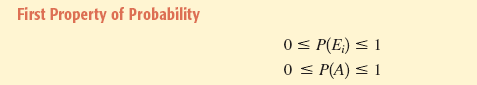 First Property of Probability
0 ≤ P(Eᵢ) ≤ 1
0 ≤ P(A) ≤ 1